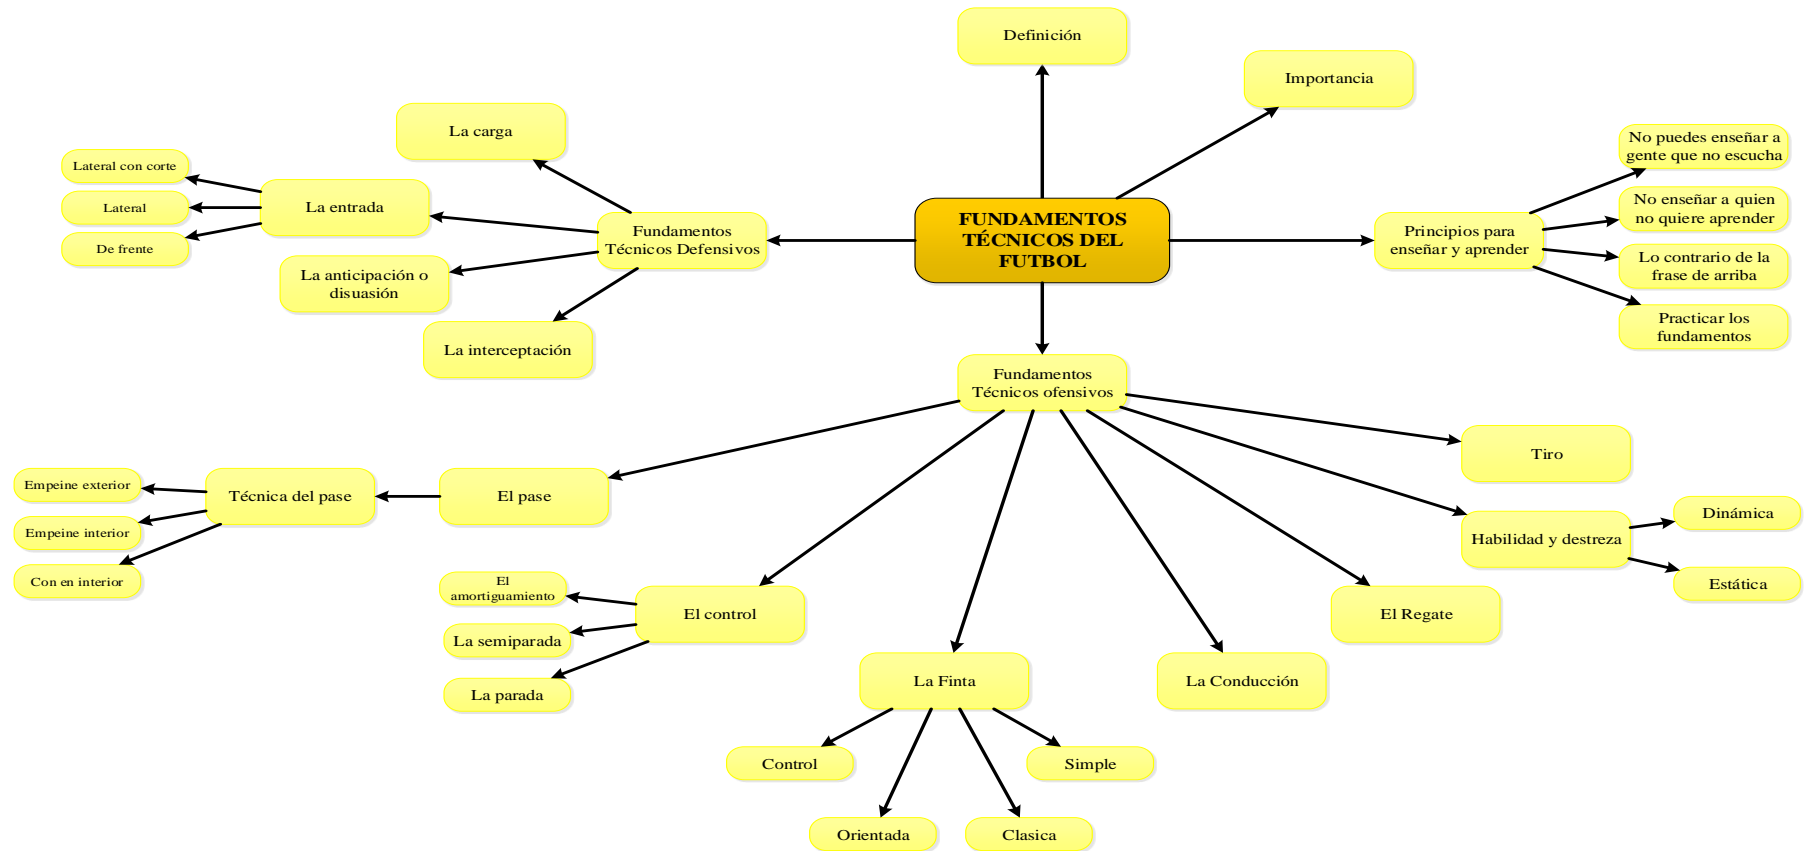 Definición
Importancia
La carga
No puedes enseñar a
gente que no escucha
Lateral con corte
Lateral
De frente
La entrada
Fundamentos
Técnicos Defensivos
FUNDAMENTOS
TÉCNICOS DEL
FUTBOL
Principios para
enseñar y aprender
No enseñar a quien
no quiere aprender
Lo contrario de la
frase de arriba
La anticipación o
disuasión
La interceptación
Practicar los
fundamentos
Fundamentos
Técnicos ofensivos
Tiro
Empeine exterior
Técnica del pase
El pase
Empeine interior
Con en interior
Habilidad y destreza
Dinámica
Estática
El
amortiguamiento
La semiparada
La parada
El control
El Regate
La Finta
La Conducción
Control
Simple
Orientada
Clasica